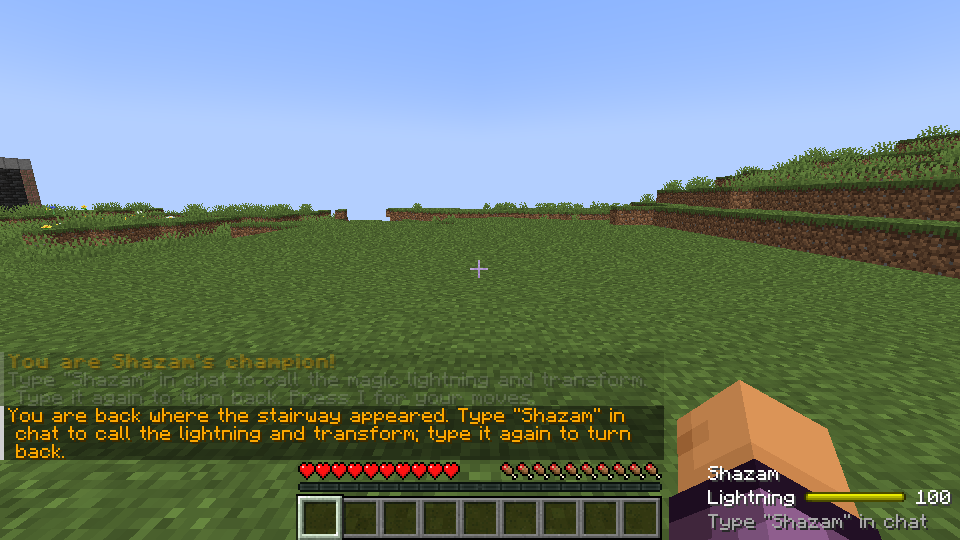 You are Shazam's champion!
Type "Shazam" in chat to call the magic lightning and transform.
Type it again to turn back. Press I for your moves.
You are back where the stairway appeared. Type "Shazam" in
chat to call the lightning and transform; type it again to turn
back.
Shazam
Lightning 100
Type "Shazam" in chat